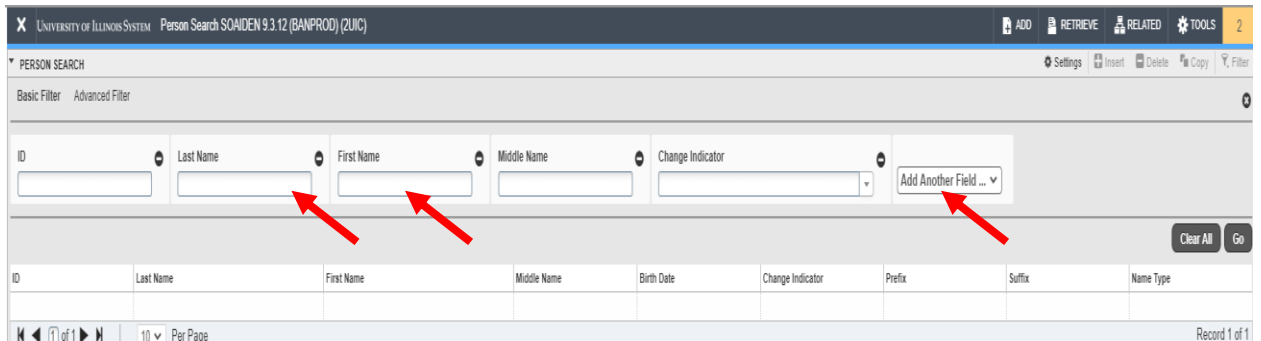 X UNIVERSITY OF ILLINOIS SYSTEM Person Search SOAIDEN 9.3.12 (BANPROD) (2UIC) ADD RETRIEVE RELATED TOOLS 2
PERSON SEARCH Settings Insert Delete Copy Filter
Basic Filter Advanced Filter
ID Last Name First Name Middle Name Change Indicator
Add Another Field ...
Clear All Go
ID Last Name First Name Middle Name Birth Date Change Indicator Prefix Suffix Name Type
1 of 1 10 Per Page Record 1 of 1